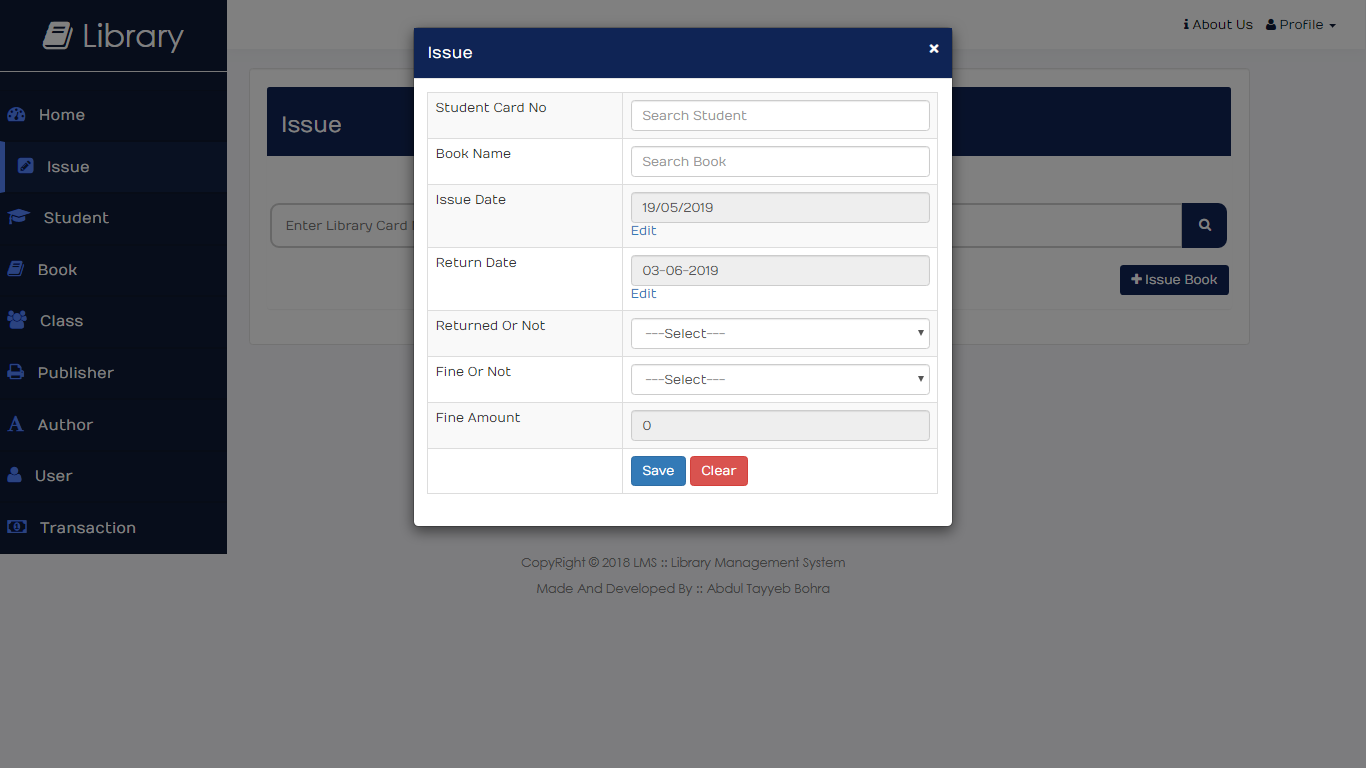 Library
About Us
Profile
Home
Issue
Student
Book
Class
Publisher
Author
User
Transaction
Issue
Enter Library Card
Issue Book
Issue
×
Student Card No
Search Student
Book Name
Search Book
Issue Date
19/05/2019
Edit
Return Date
03-06-2019
Edit
Returned Or Not
---Select---
Fine Or Not
---Select---
Fine Amount
0
Save
Clear
CopyRight © 2018 LMS :: Library Management System
Made And Developed By :: Abdul Tayyeb Bohra